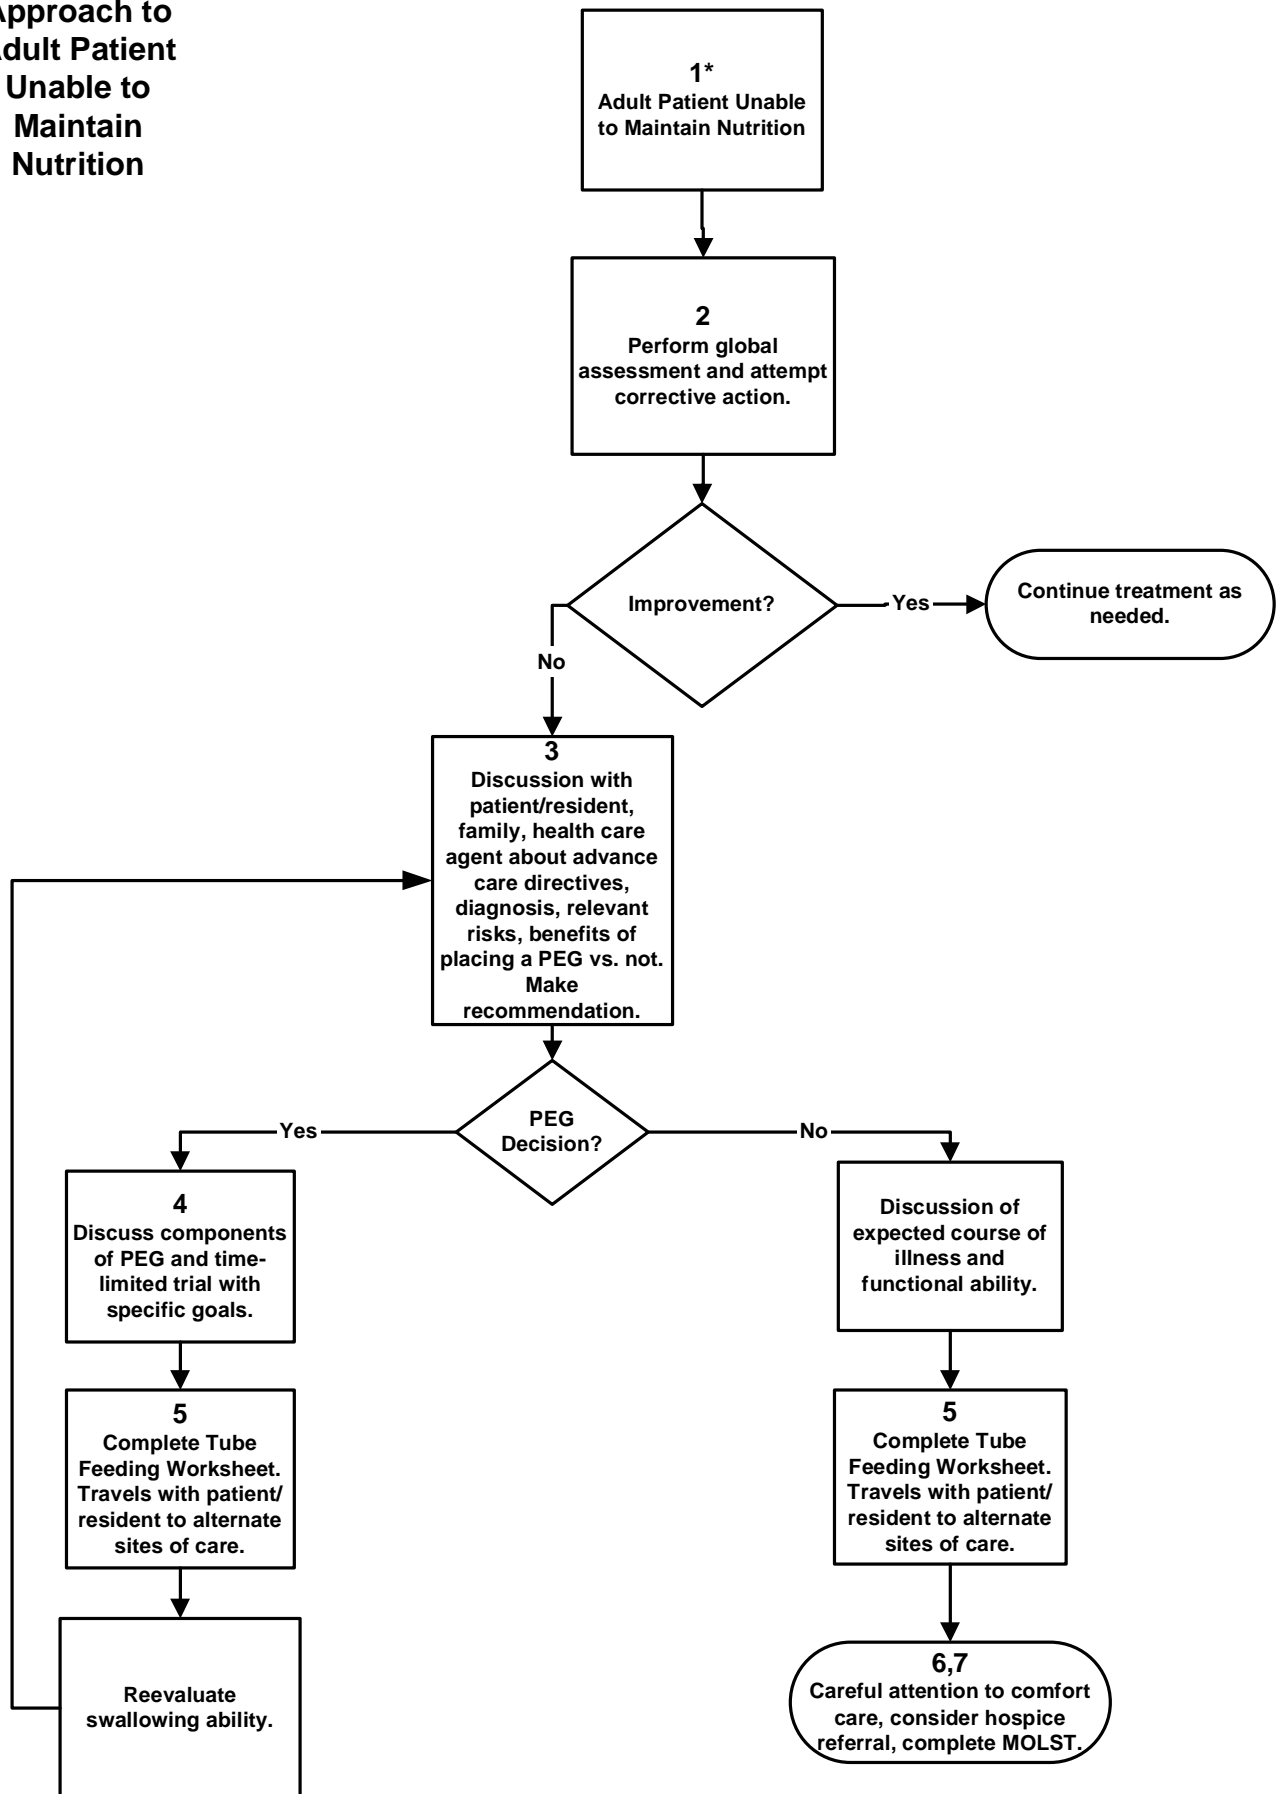 Approach to
Adult Patient
Unable to
Maintain
Nutrition
1*
Adult Patient Unable
to Maintain Nutrition
2
Perform global
assessment and attempt
corrective action.
Improvement?
Yes
Continue treatment as
needed.
No
3
Discussion with
patient/resident,
family, health care
agent about advance
care directives,
diagnosis, relevant
risks, benefits of
placing a PEG vs. not.
Make
recommendation.
PEG
Decision?
Yes
No
4
Discuss components
of PEG and time-
limited trial with
specific goals.
Discussion of
expected course of
illness and
functional ability.
5
Complete Tube
Feeding Worksheet.
Travels with patient/
resident to alternate
sites of care.
5
Complete Tube
Feeding Worksheet.
Travels with patient/
resident to alternate
sites of care.
Reevaluate
swallowing ability.
6,7
Careful attention to comfort
care, consider hospice
referral, complete MOLST.